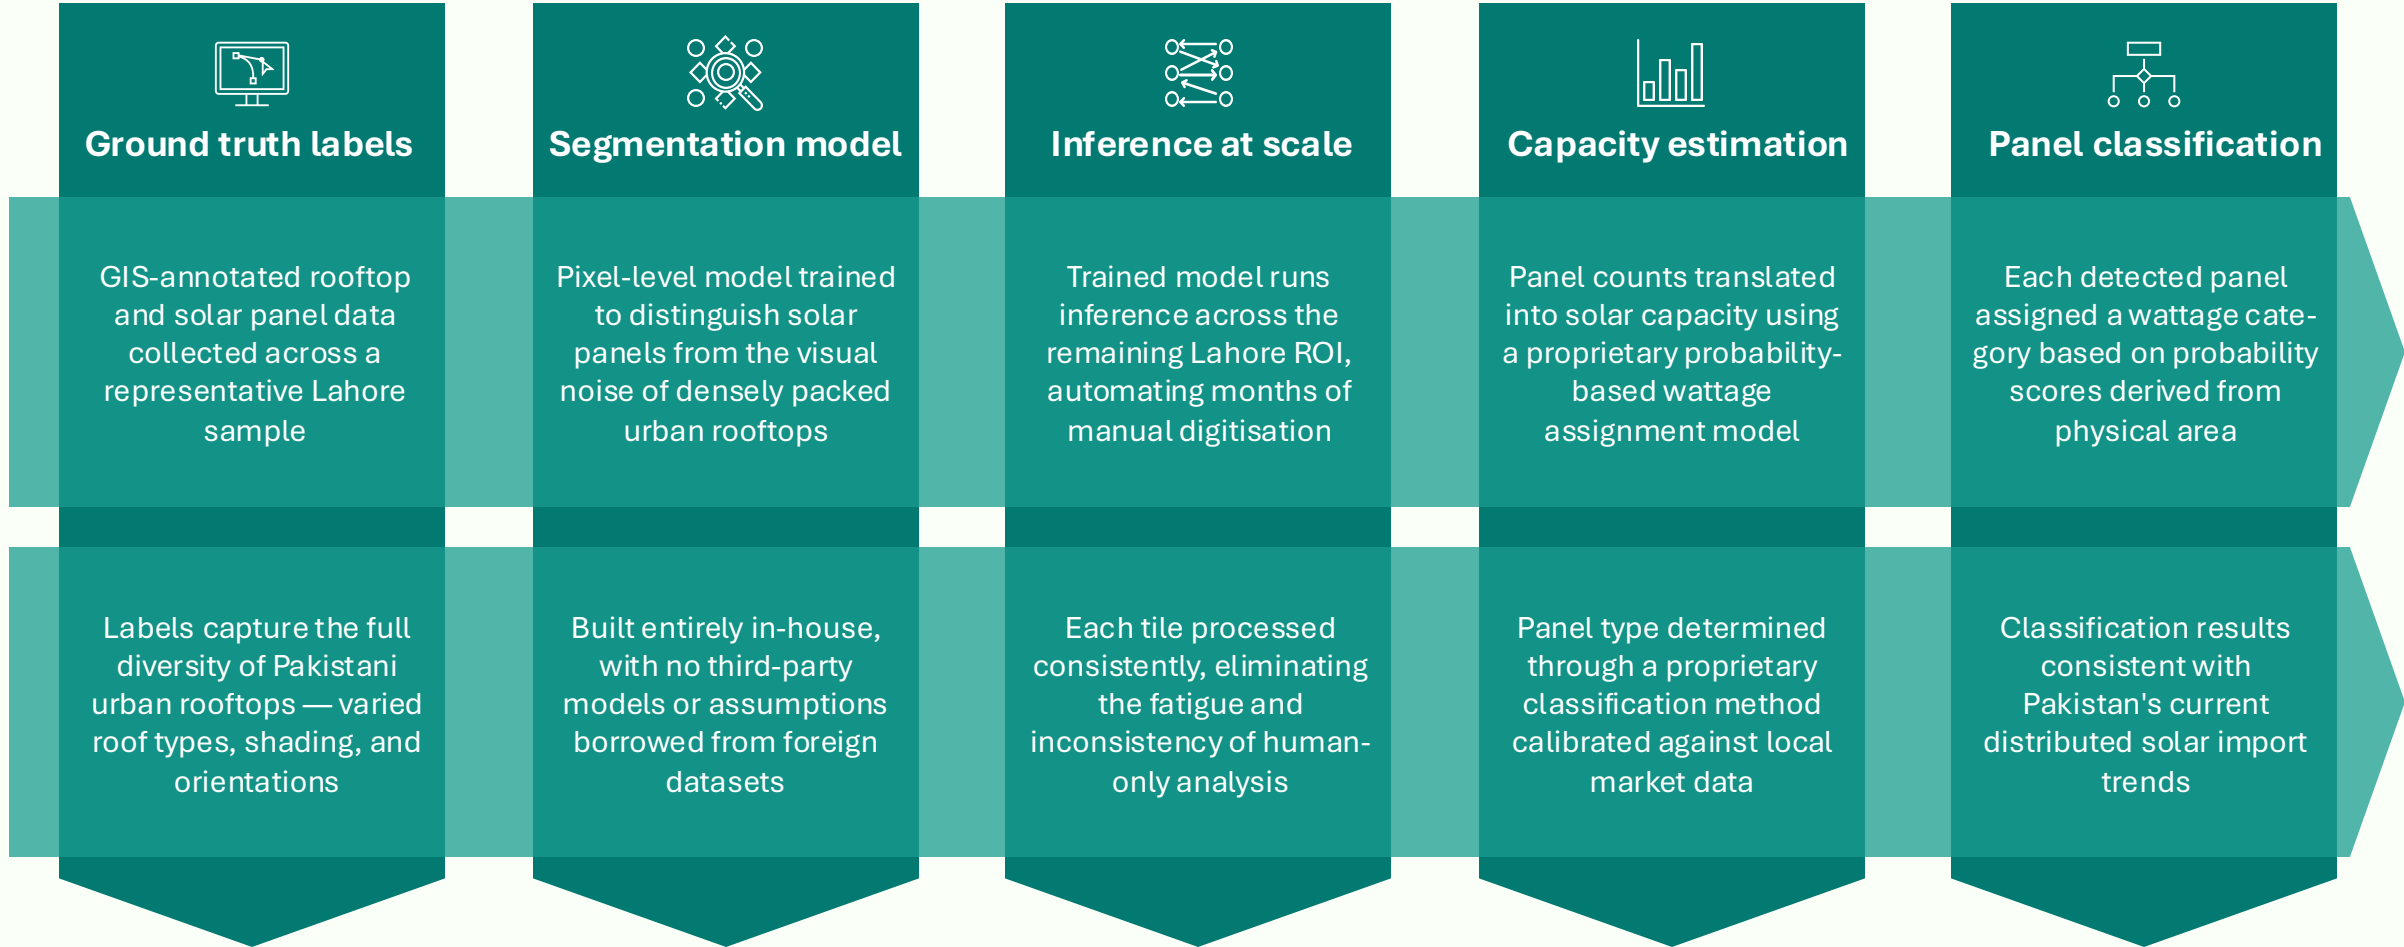 Ground truth labels
GIS-annotated rooftop
and solar panel data
collected across a
representative Lahore
sample
Labels capture the full
diversity of Pakistani
urban rooftops — varied
roof types, shading, and
orientations
Segmentation model
Pixel-level model trained
to distinguish solar
panels from the visual
noise of densely packed
urban rooftops
Built entirely in-house,
with no third-party
models or assumptions
borrowed from foreign
datasets
Inference at scale
Trained model runs
inference across the
remaining Lahore ROI,
automating months of
manual digitisation
Each tile processed
consistently, eliminating
the fatigue and
inconsistency of human-
only analysis
Capacity estimation
Panel counts translated
into solar capacity using
a proprietary probability-
based wattage
assignment model
Panel type determined
through a proprietary
classification method
calibrated against local
market data
Panel classification
Each detected panel
assigned a wattage cate-
gory based on probability
scores derived from
physical area
Classification results
consistent with
Pakistan's current
distributed solar import
trends